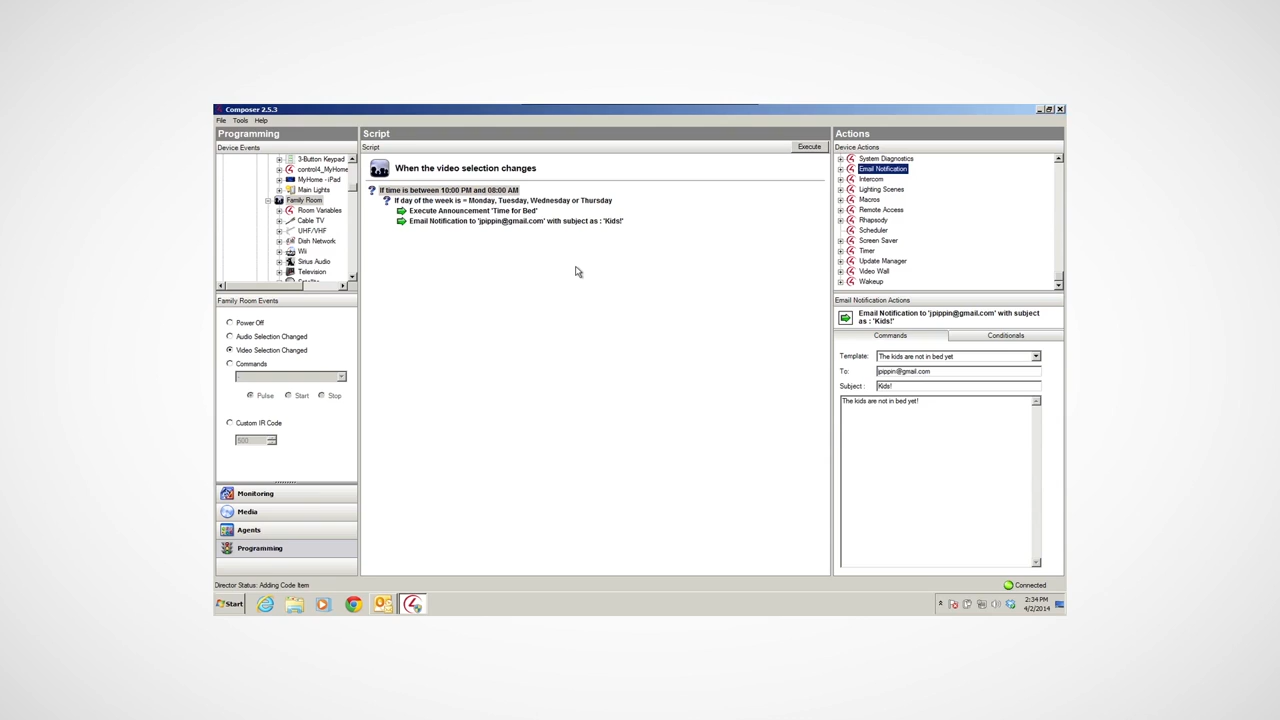 Composer 2.5.3
File Tools Help
Programming
Device Events
3-Button Keypad
control4_MyHome
MyHome - iPad
Main Lights
Family Room
Room Variables
Cable TV
UHF/VHF
Dish Network
Wii
Sirius Audio
Television
Family Room Events
Power Off
Audio Selection Changed
Video Selection Changed
Commands
Pulse Start Stop
Custom IR Code
500
Monitoring
Media
Agents
Programming
Script
Script Execute
When the video selection changes
If time is between 10:00 PM and 08:00 AM
If day of the week is = Monday, Tuesday, Wednesday or Thursday
Execute Announcement 'Time for Bed'
Email Notification to 'jpippin@gmail.com' with subject as : 'Kids!'
Actions
Device Actions
System Diagnostics
Email Notification
Intercom
Lighting Scenes
Macros
Remote Access
Rhapsody
Scheduler
Screen Saver
Timer
Update Manager
Video Wall
Wakeup
Email Notification Actions
Email Notification to 'jpippin@gmail.com' with subject
as : 'Kids!'
Commands Conditionals
Template: The kids are not in bed yet
To: jpippin@gmail.com
Subject : Kids!
The kids are not in bed yet!
Director Status: Adding Code Item Connected
Start
2:34 PM
4/2/2014